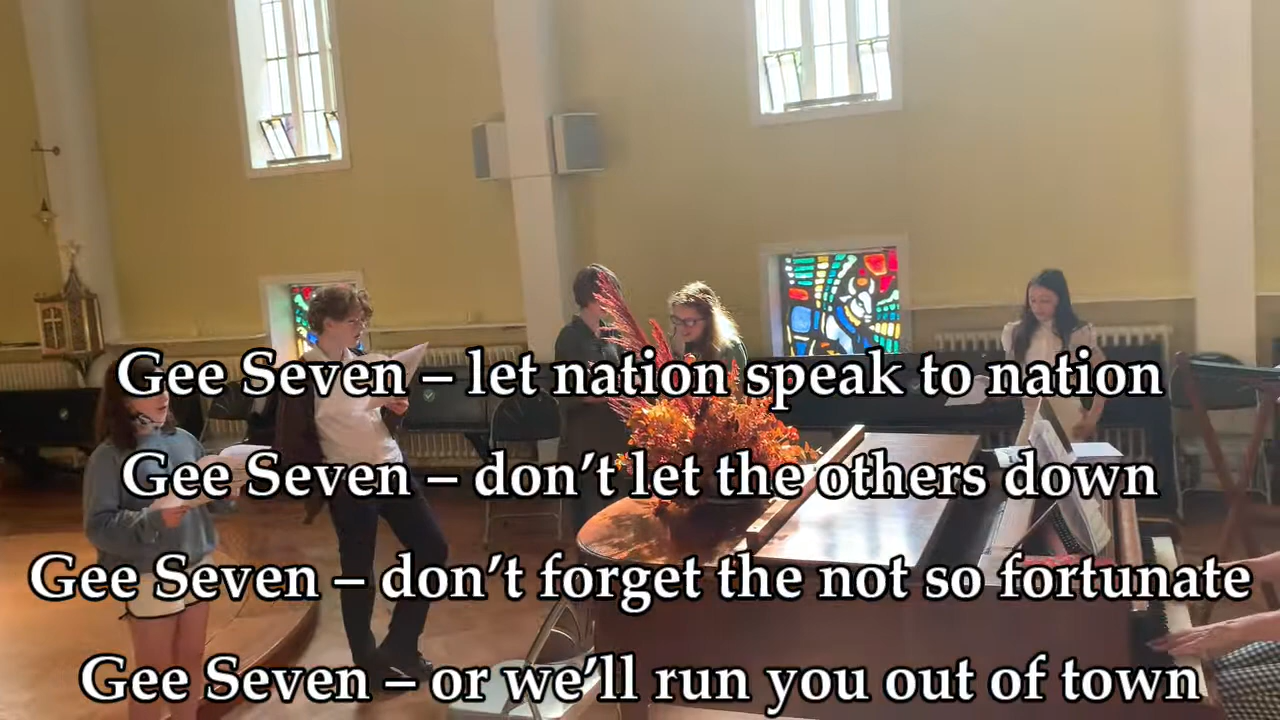 Gee Seven – let nation speak to nation
Gee Seven – don’t let the others down
Gee Seven – don’t forget the not so fortunate
Gee Seven – or we’ll run you out of town